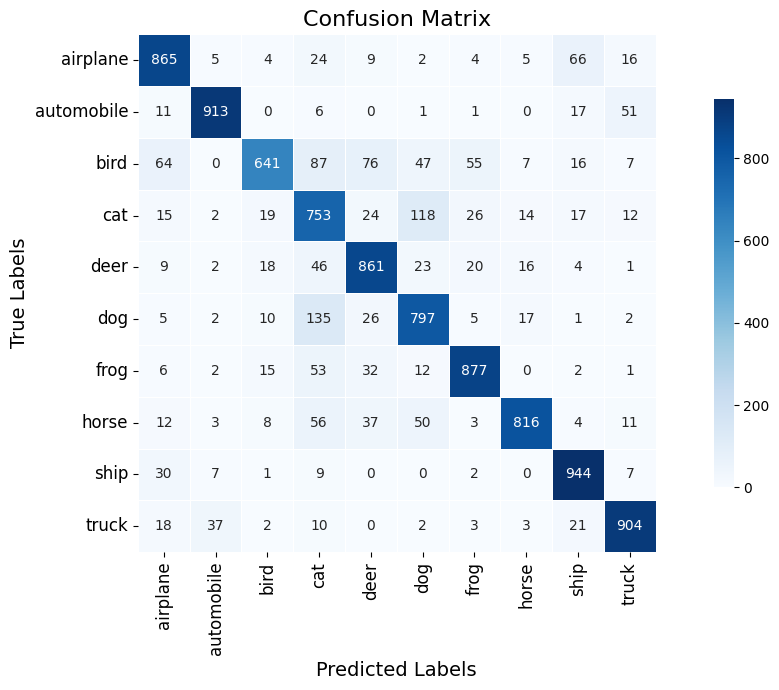 Confusion Matrix
True Labels
airplane 865 5 4 24 9 2 4 5 66 16
automobile 11 913 0 6 0 1 1 0 17 51
bird 64 0 641 87 76 47 55 7 16 7
cat 15 2 19 753 24 118 26 14 17 12
deer 9 2 18 46 861 23 20 16 4 1
dog 5 2 10 135 26 797 5 17 1 2
frog 6 2 15 53 32 12 877 0 2 1
horse 12 3 8 56 37 50 3 816 4 11
ship 30 7 1 9 0 0 2 0 944 7
truck 18 37 2 10 0 2 3 3 21 904
airplane automobile bird cat deer dog frog horse ship truck
Predicted Labels
800
600
400
200
0